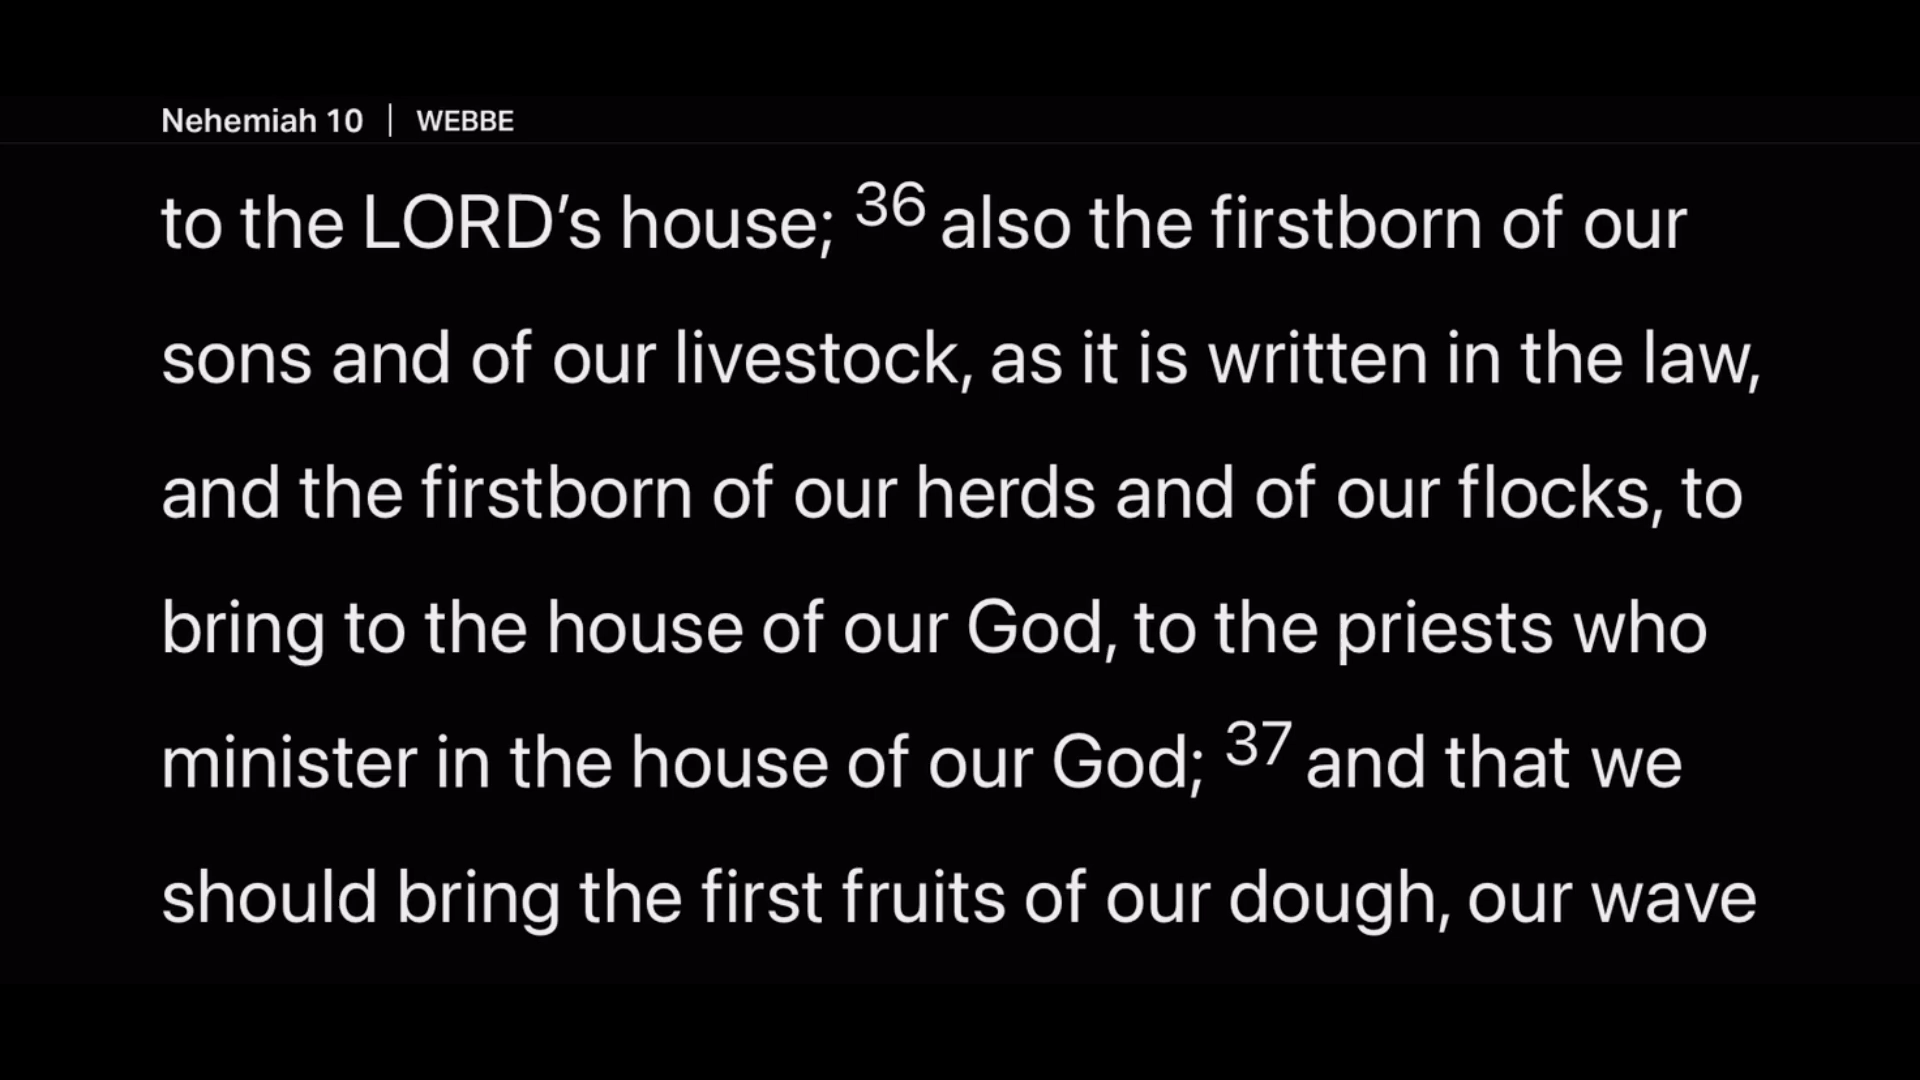 Nehemiah 10 | WEBBE
to the LORD’s house; 36 also the firstborn of our
sons and of our livestock, as it is written in the law,
and the firstborn of our herds and of our flocks, to
bring to the house of our God, to the priests who
minister in the house of our God; 37 and that we
should bring the first fruits of our dough, our wave